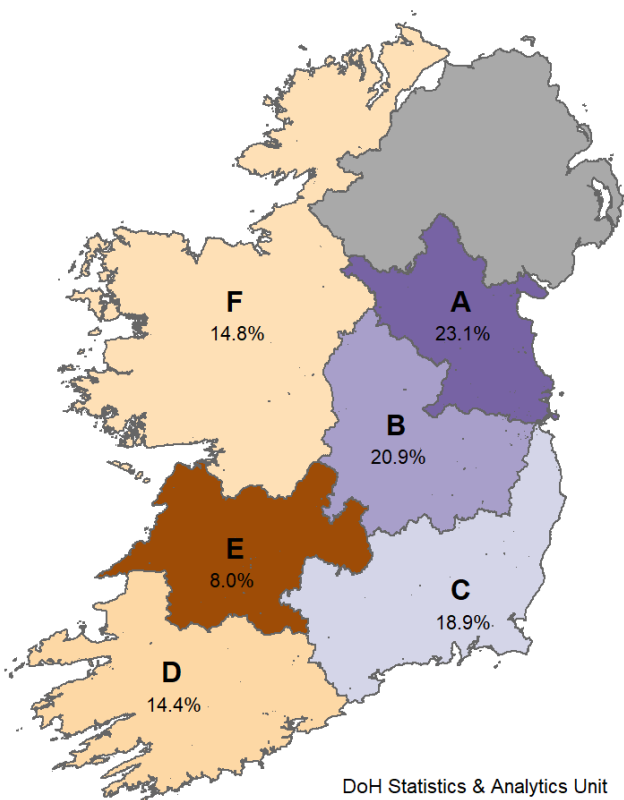 F
14.8%
A
23.1%
B
20.9%
E
8.0%
C
18.9%
D
14.4%
DoH Statistics & Analytics Unit